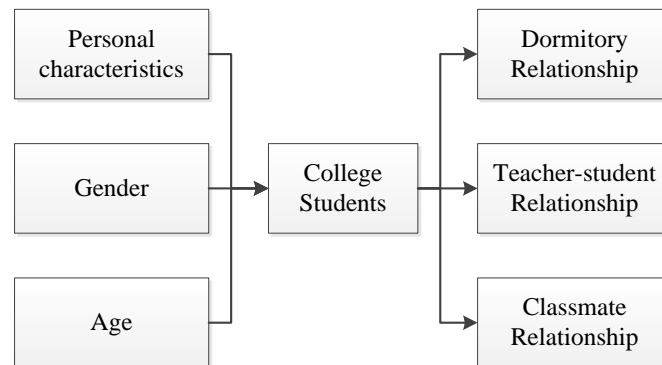 Personal
characteristics
Gender
Age
College
Students
Dormitory
Relationship
Teacher-student
Relationship
Classmate
Relationship